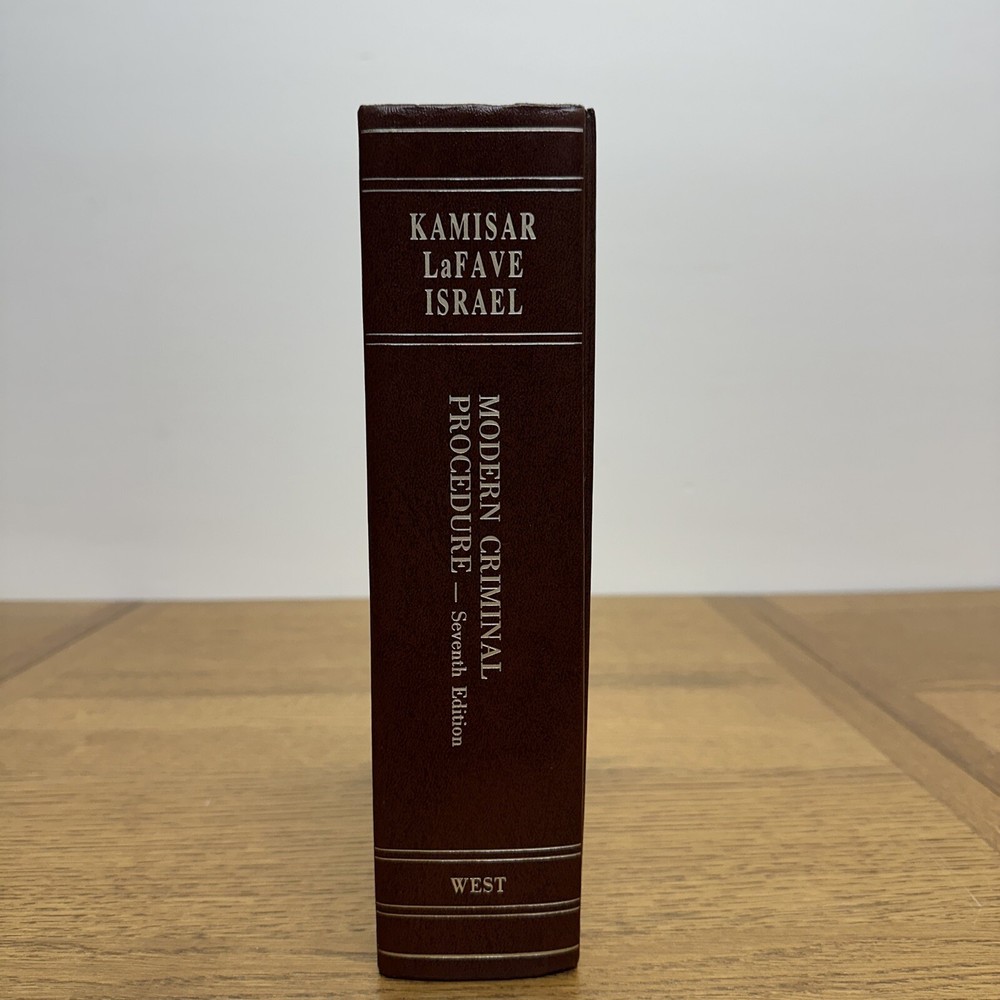 KAMISAR
LaFAVE
ISRAEL
MODERN CRIMINAL
PROCEDURE — Seventh Edition
WEST